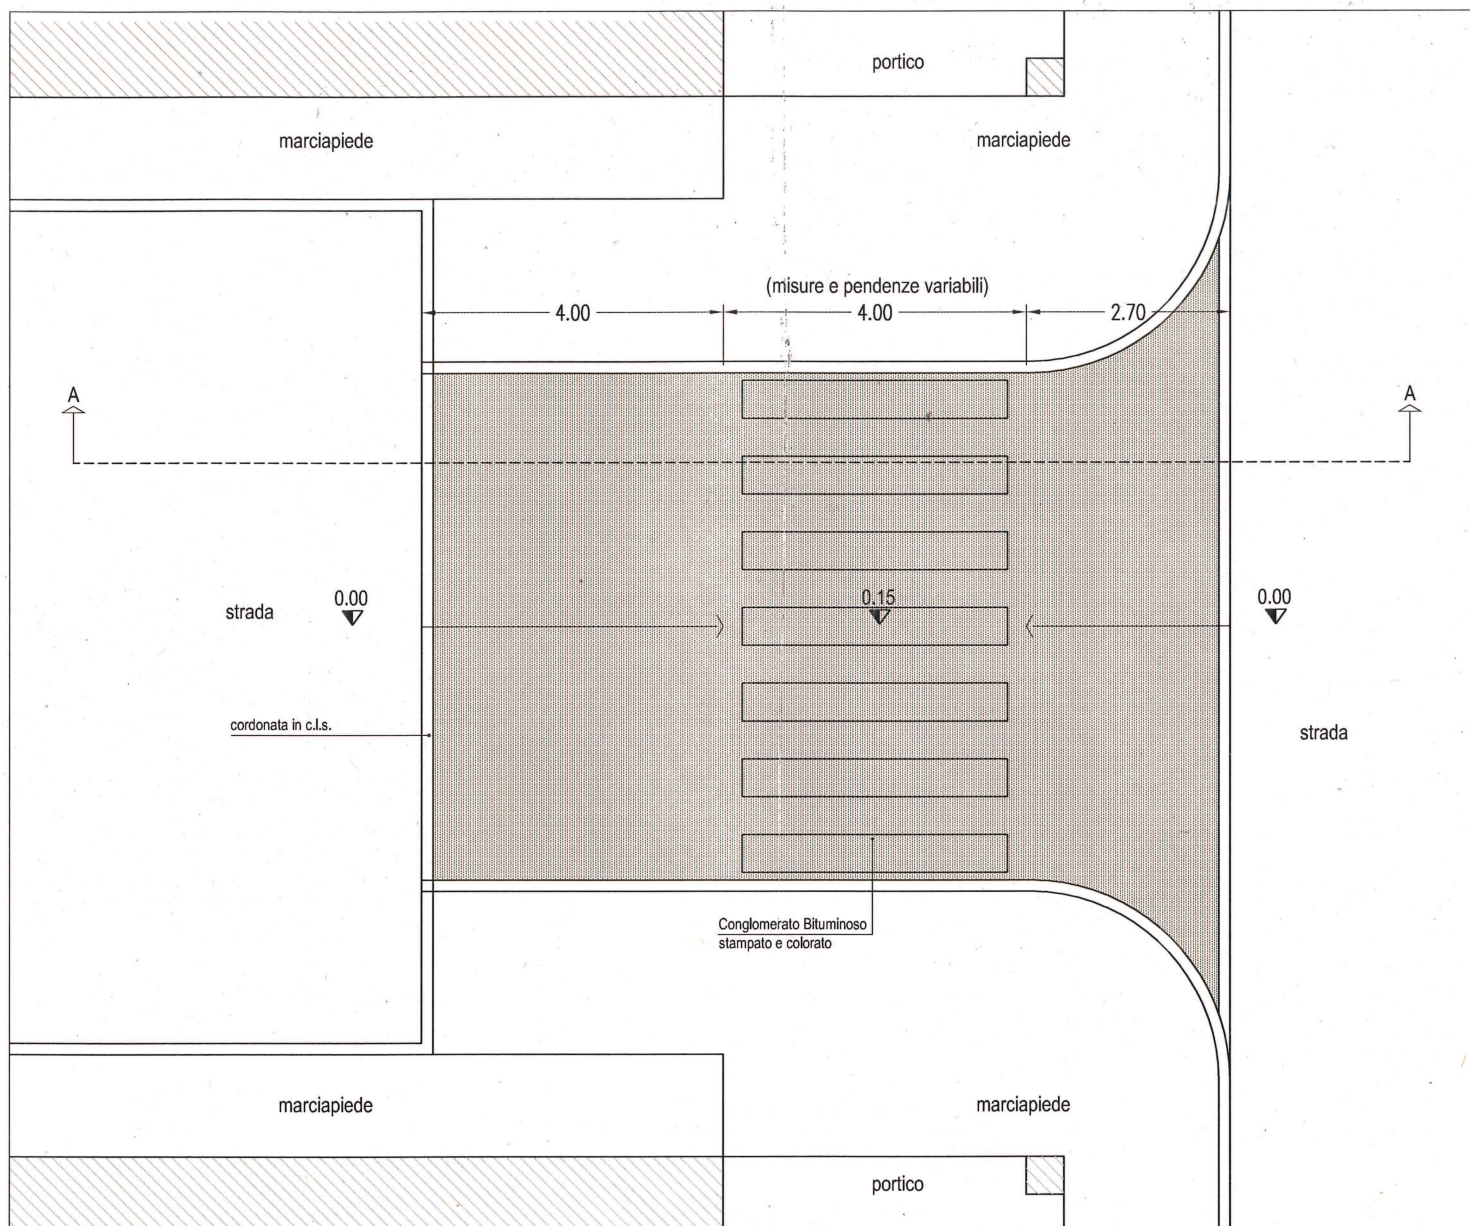 portico
marciapiede
marciapiede
(misure e pendenze variabili)
4.00
4.00
2.70
A
A
strada
0.00
0.15
0.00
cordonata in c.l.s.
strada
Conglomerato Bituminoso
stampato e colorato
marciapiede
marciapiede
portico